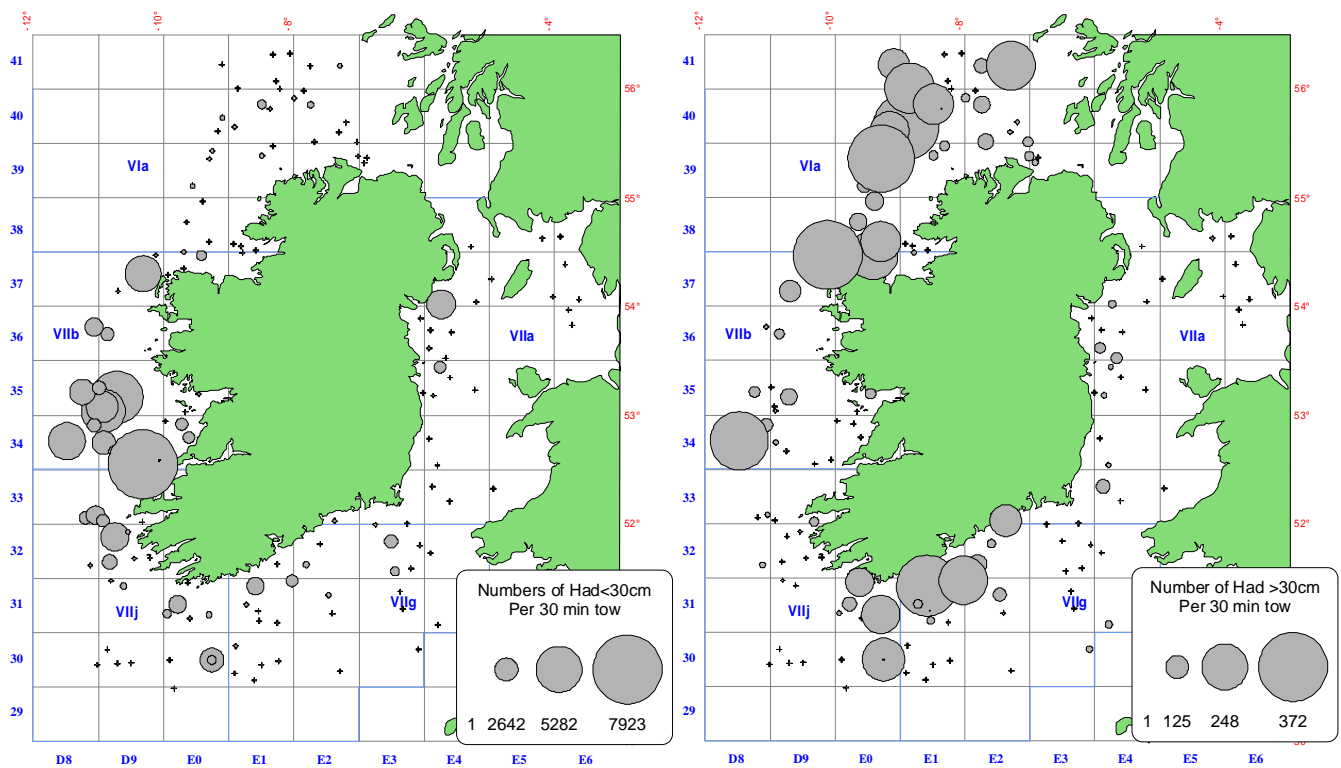 -12° -10° -8° -4°
41
40
39
38
37
36
35
34
33
32
31
30
29
56°
55°
54°
53°
52°
VIa
VIIb
VIIa
VIIj
VIIg
Numbers of Had<30cm
Per 30 min tow
1 2642 5282 7923
D8 D9 E0 E1 E2 E3 E4 E5 E6
-12° -10° -8° -4°
41
40
39
38
37
36
35
34
33
32
31
30
29
56°
55°
54°
53°
52°
VIa
VIIb
VIIa
VIIj
VIIg
Number of Had >30cm
Per 30 min tow
1 125 248 372
D8 D9 E0 E1 E2 E3 E4 E5 E6